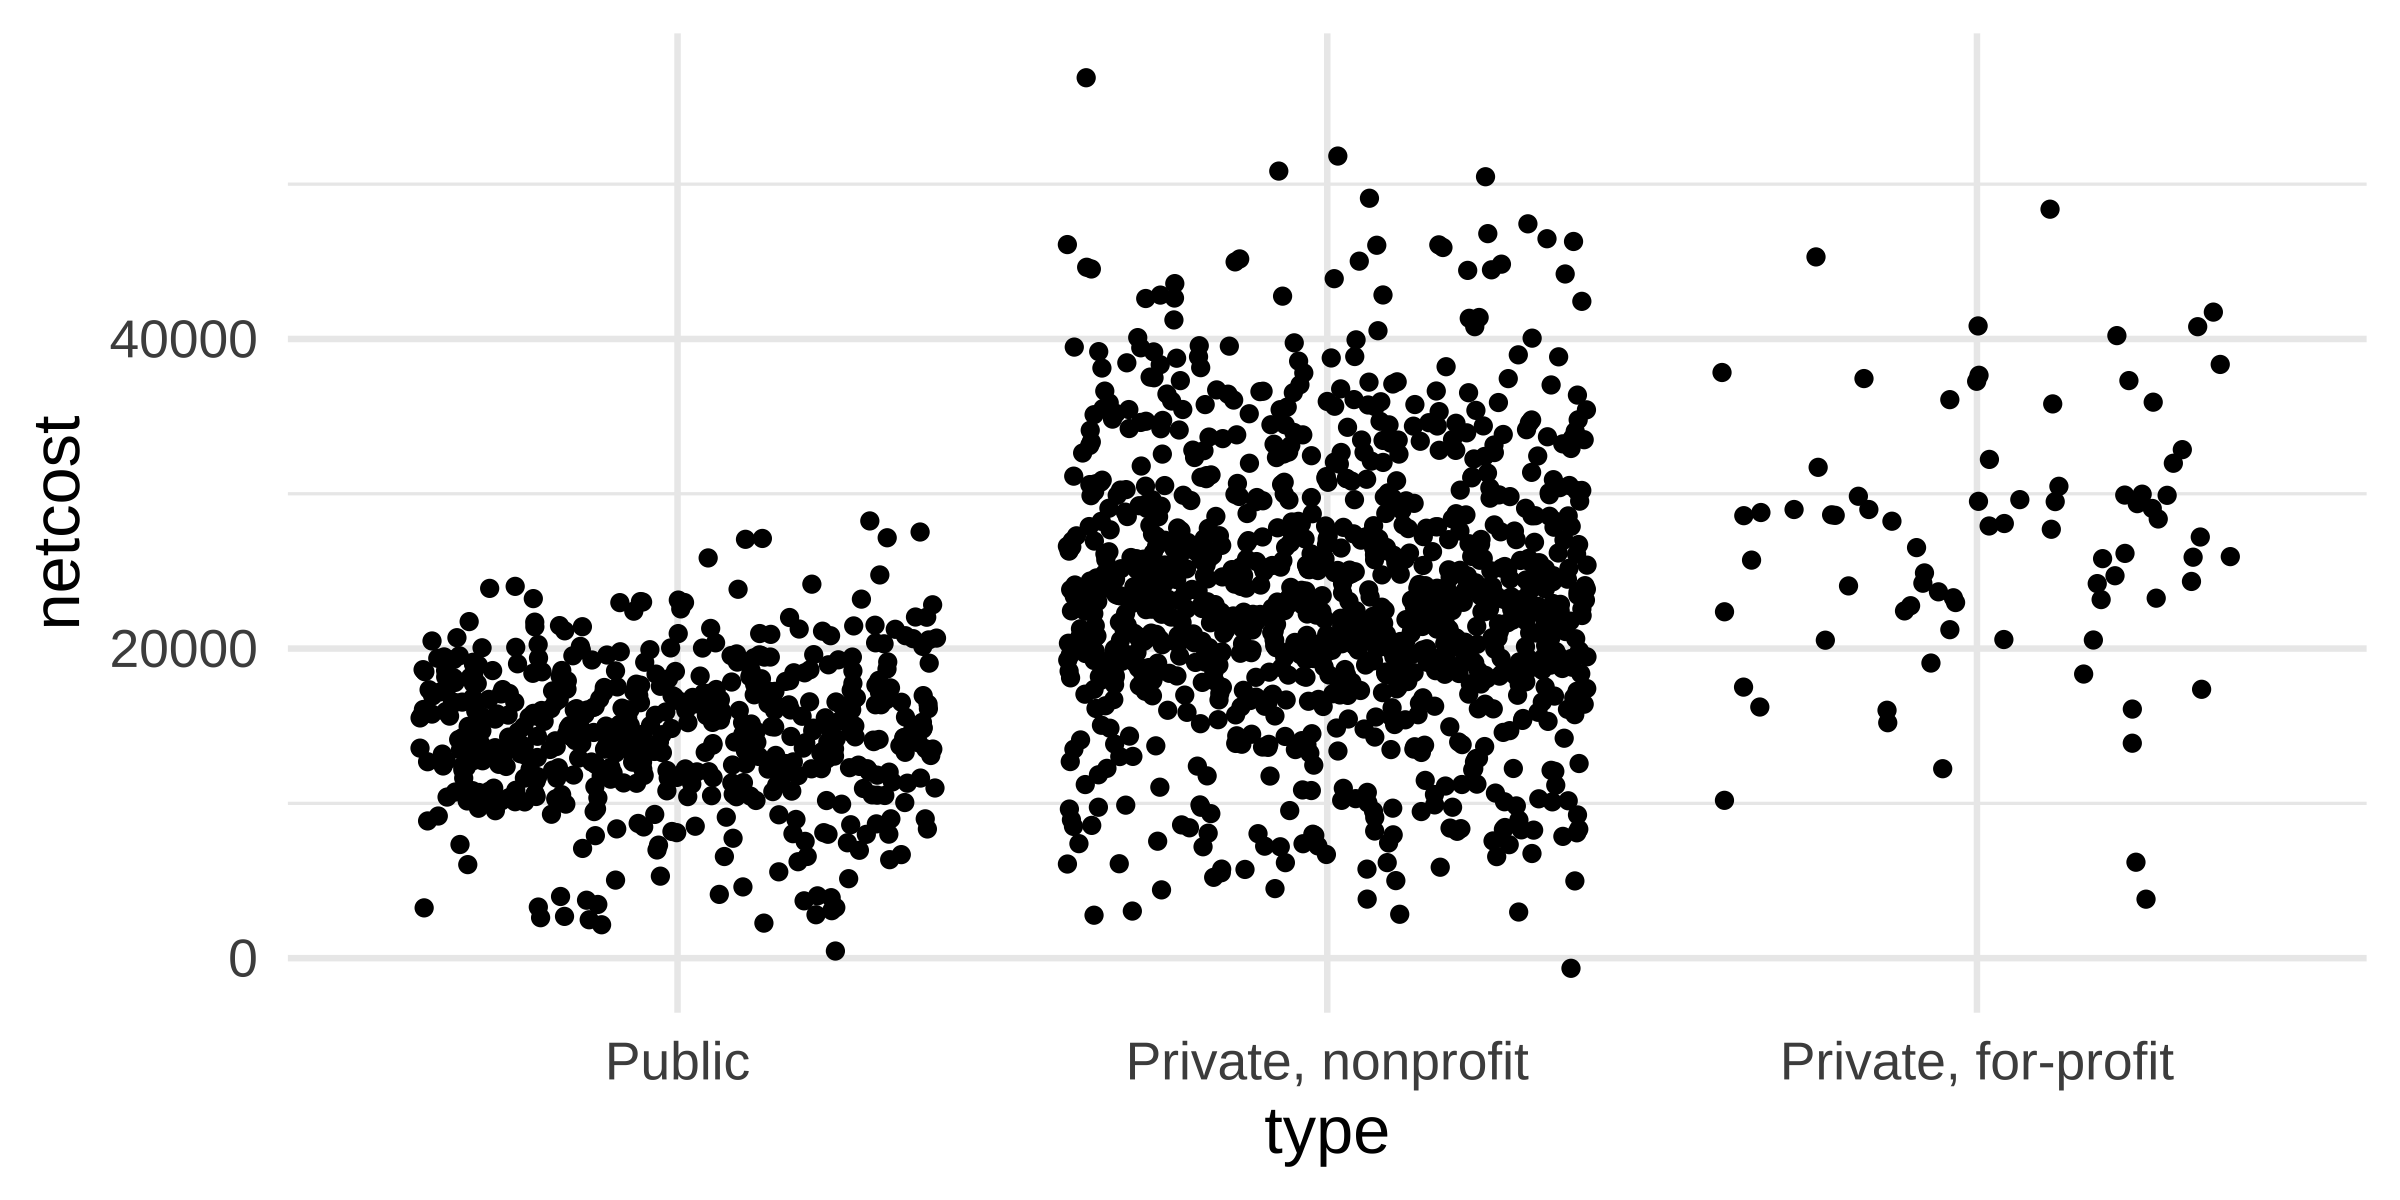 netcost
40000
20000
0
Public
Private, nonprofit
Private, for-profit
type